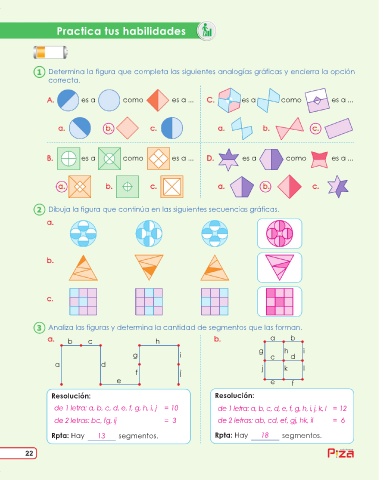 Practica tus habilidades
1 Determina la figura que completa las siguientes analogías gráficas y encierra la opción
correcta.
A. es a como es a ... C. es a como es a ...
a. b. c. a. b. c.
B. es a como es a ... D. es a como es a ...
a. b. c. a. b. c.
2 Dibuja la figura que continúa en las siguientes secuencias gráficas.
a.
b.
c.
3 Analiza las figuras y determina la cantidad de segmentos que las forman.
a. b.
b c h
g i
a d
f j
e
a b
g h i
c d
j k l
e f
Resolución:
de 1 letra: a, b, c, d, e, f, g, h, i, j = 10
de 2 letras: bc, fg, ij = 3
Rpta: Hay 13 segmentos.
Resolución:
de 1 letra: a, b, c, d, e, f, g, h, i, j, k, l = 12
de 2 letras: ab, cd, ef, gj, hk, il = 6
Rpta: Hay 18 segmentos.
22